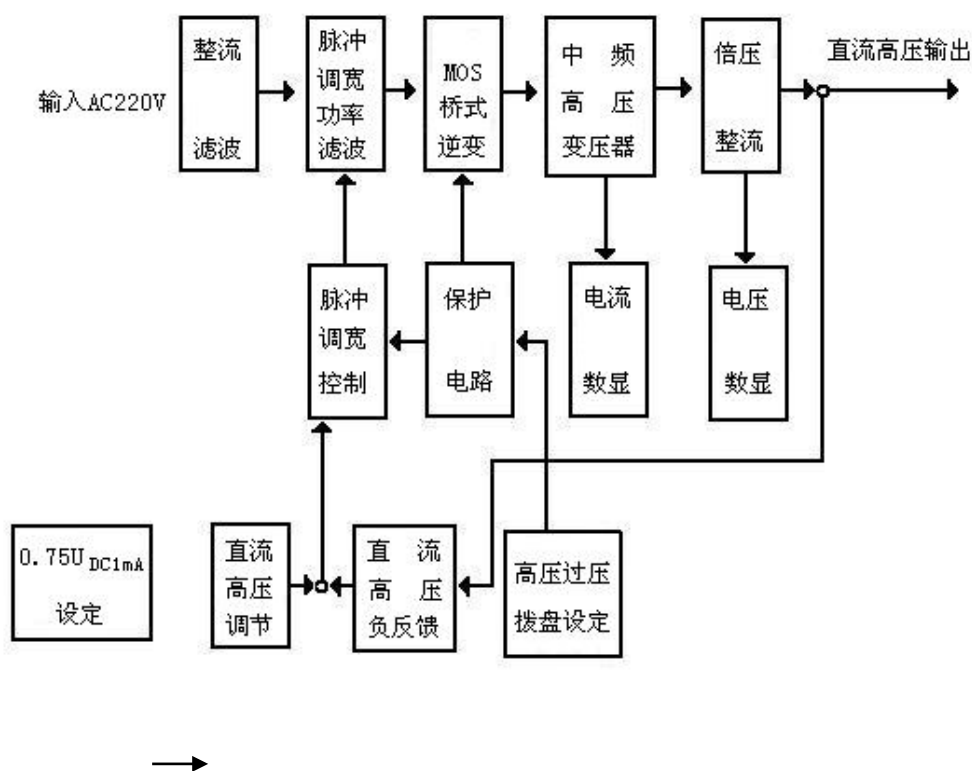 整流
滤波
脉冲
调宽
功率
滤波
MOS
桥式
逆变
中 频
高 压
变压器
倍压
整流
直流高压输出
输入AC220V
脉冲
调宽
控制
保护
电路
电流
数显
电压
数显
0.75U DC1mA
设定
直流
高压
调节
直 流
高 压
负反馈
高压过压
拨盘设定